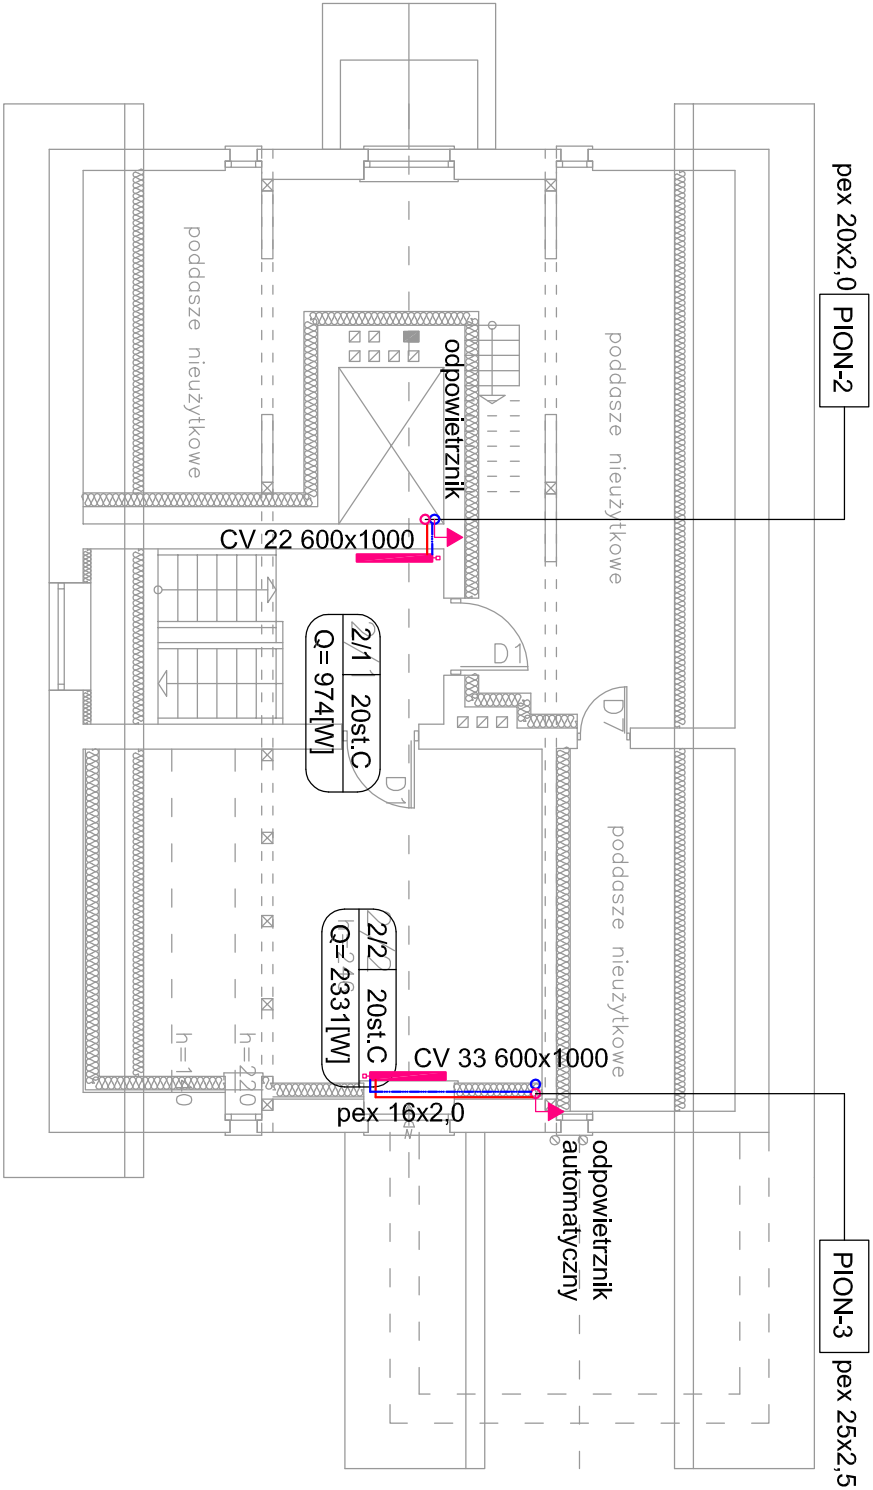 pex 20x2,0
PION-2
poddasze nieużytkowe
poddasze nieużytkowe
odpowietrznik
CV 22 600x1000
2/1
20st.C
Q= 974[W]
D1
D7
D1
poddasze nieużytkowe
2/2
20st.C
Q= 2331[W]
CV 33 600x1000
pex 16x2,0
h=220
h=140
odpowietrznik
automatyczny
PION-3
pex 25x2,5